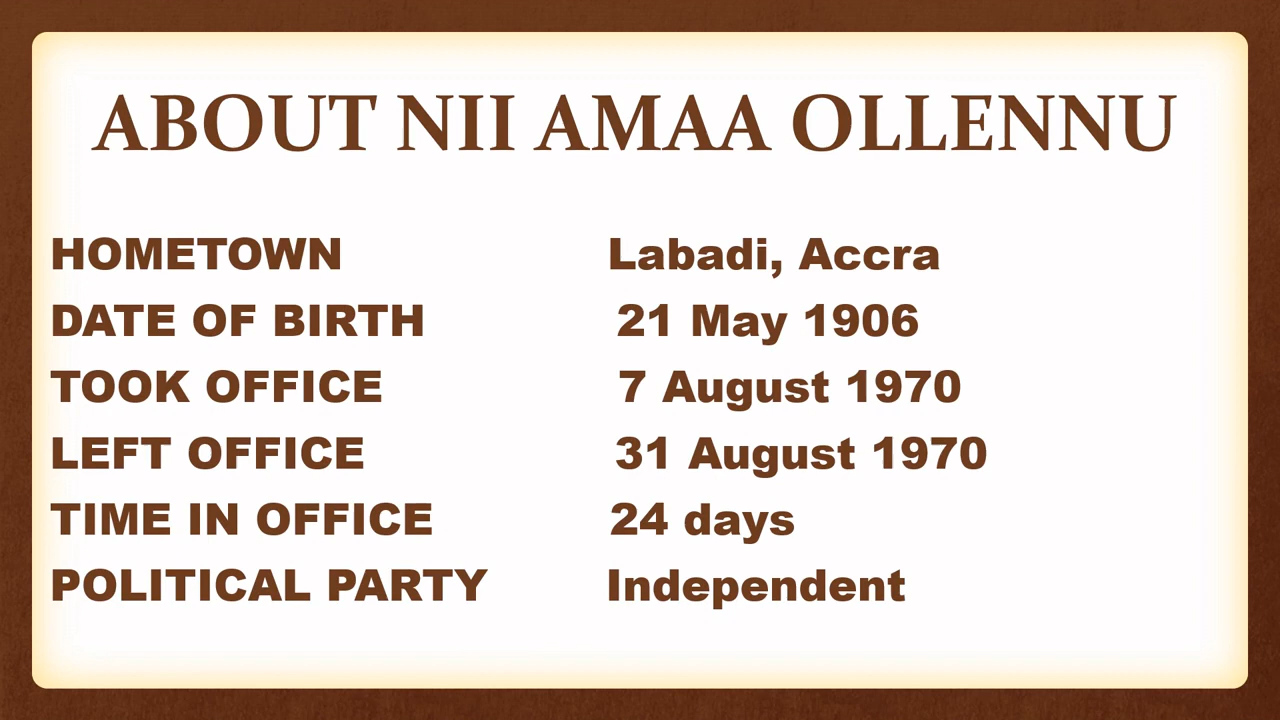 ABOUT NII AMAA OLLENNU
HOMETOWN Labadi, Accra
DATE OF BIRTH 21 May 1906
TOOK OFFICE 7 August 1970
LEFT OFFICE 31 August 1970
TIME IN OFFICE 24 days
POLITICAL PARTY Independent